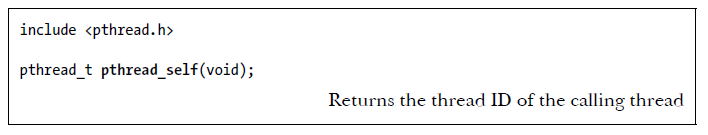 include <pthread.h>
pthread_t pthread_self(void);
Returns the thread ID of the calling thread